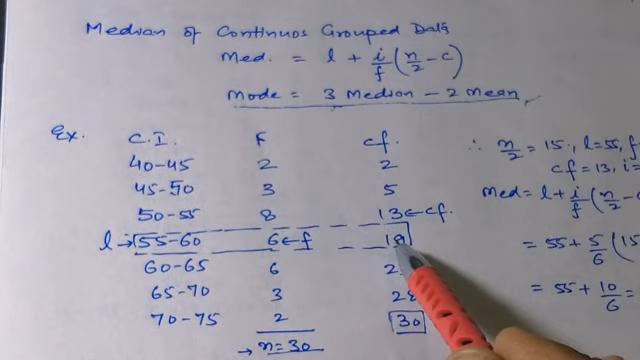 Median of Continuos Grouped Data
Med. = l + i/f (n/2 - c)
Mode = 3 Median - 2 Mean
Ex. C.I. F cf.
40-45 2 2
45-50 3 5
50-55 8 13 ← cf.
l → 55-60 6 ← f 19
60-65 6 2
65-70 3 28
70-75 2 30
→ n = 30
∴ n/2 = 15, l = 55, f
cf = 13, i =
Med = l + i/f (n/2 - c
= 55 + 5/6 (15
= 55 + 10/6 =